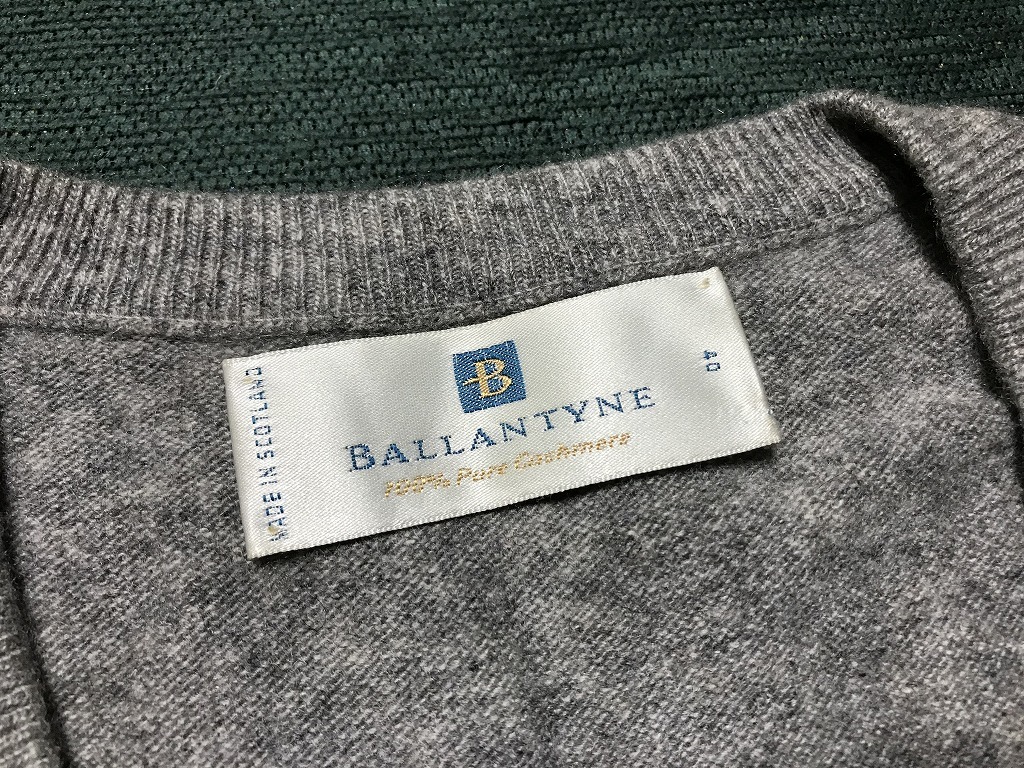 MADE IN SCOTLAND
B
BALLANTYNE
100% Pure Cashmere
40